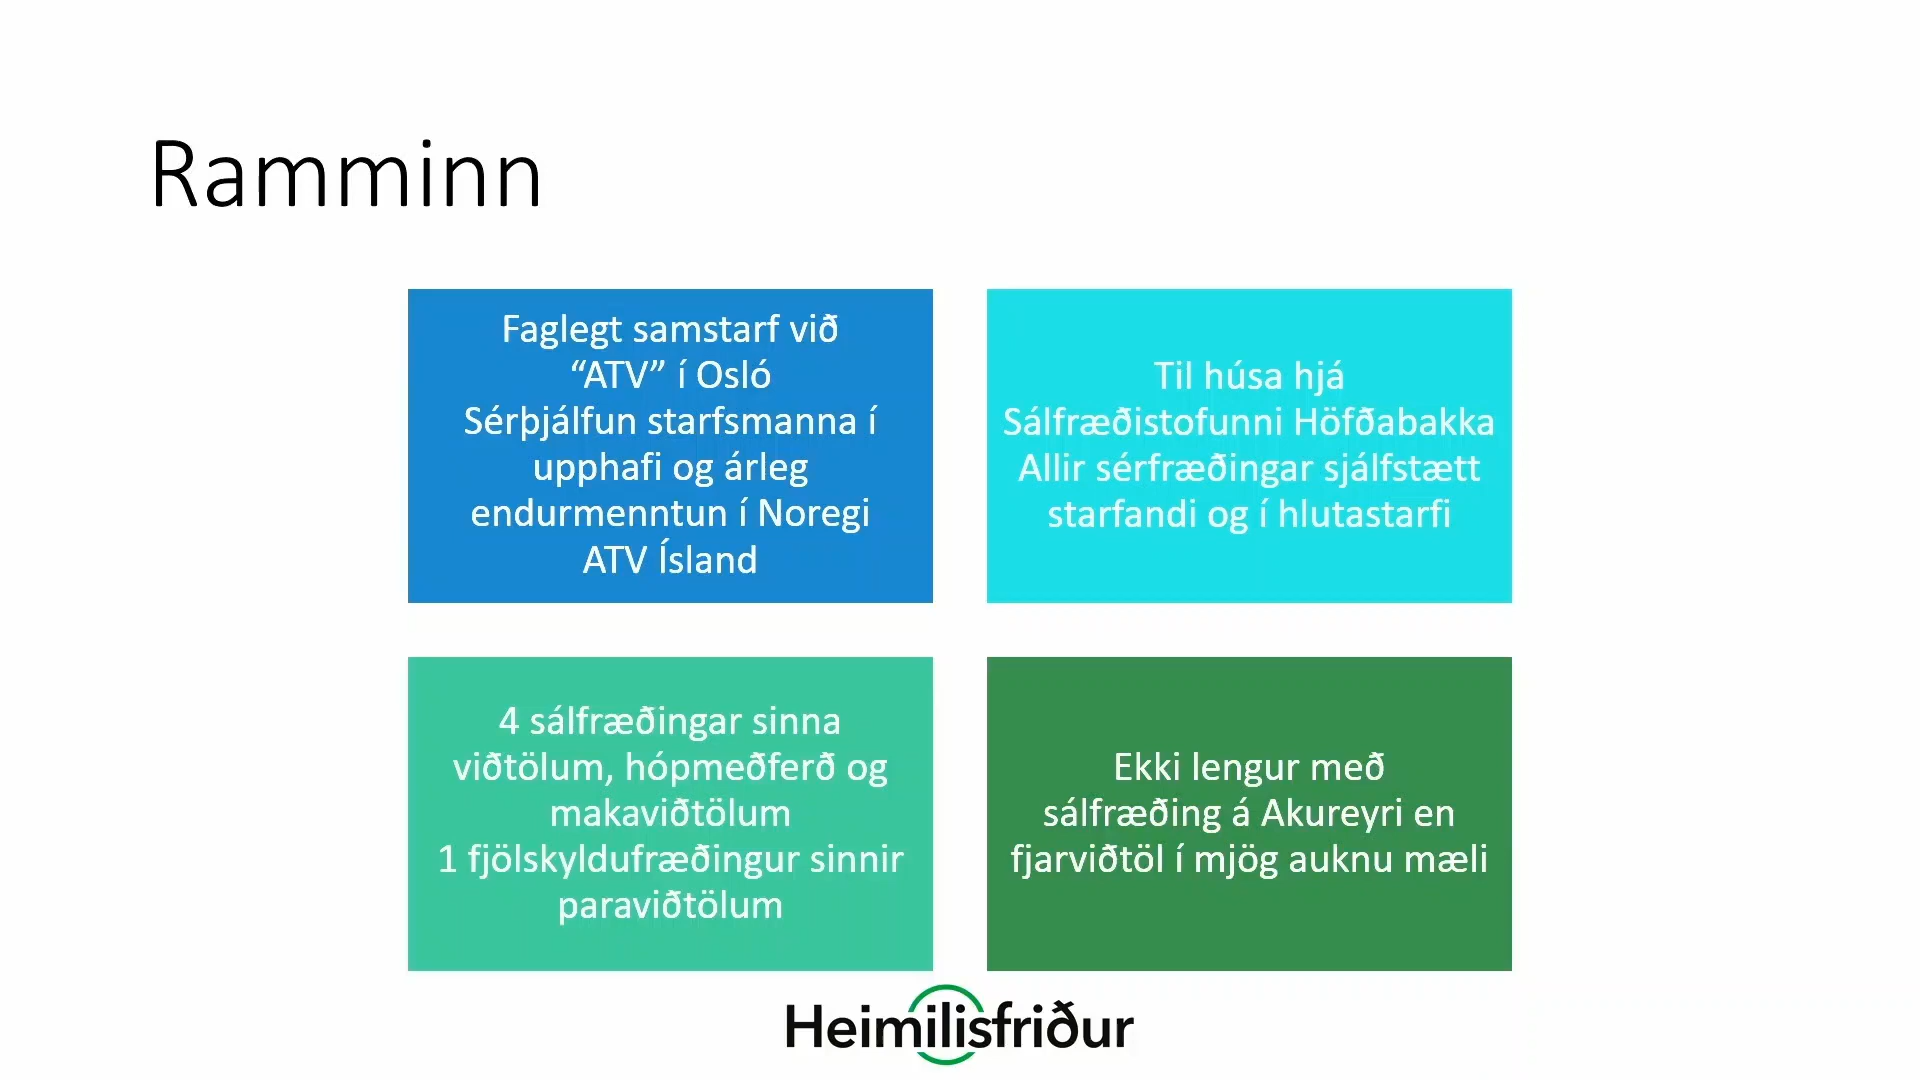 Ramminn
Faglegt samstarf við
“ATV” í Osló
Sérþjálfun starfsmanna í
upphafi og árleg
endurmenntun í Noregi
ATV Ísland
Til húsa hjá
Sálfræðistofunni Höfðabakka
Allir sérfræðingar sjálfstætt
starfandi og í hlutastarfi
4 sálfræðingar sinna
viðtölum, hópmeðferð og
makaviðtölum
1 fjölskyldufræðingur sinnir
paraviðtölum
Ekki lengur með
sálfræðing á Akureyri en
fjarviðtöl í mjög auknu mæli
Heimilisfriður